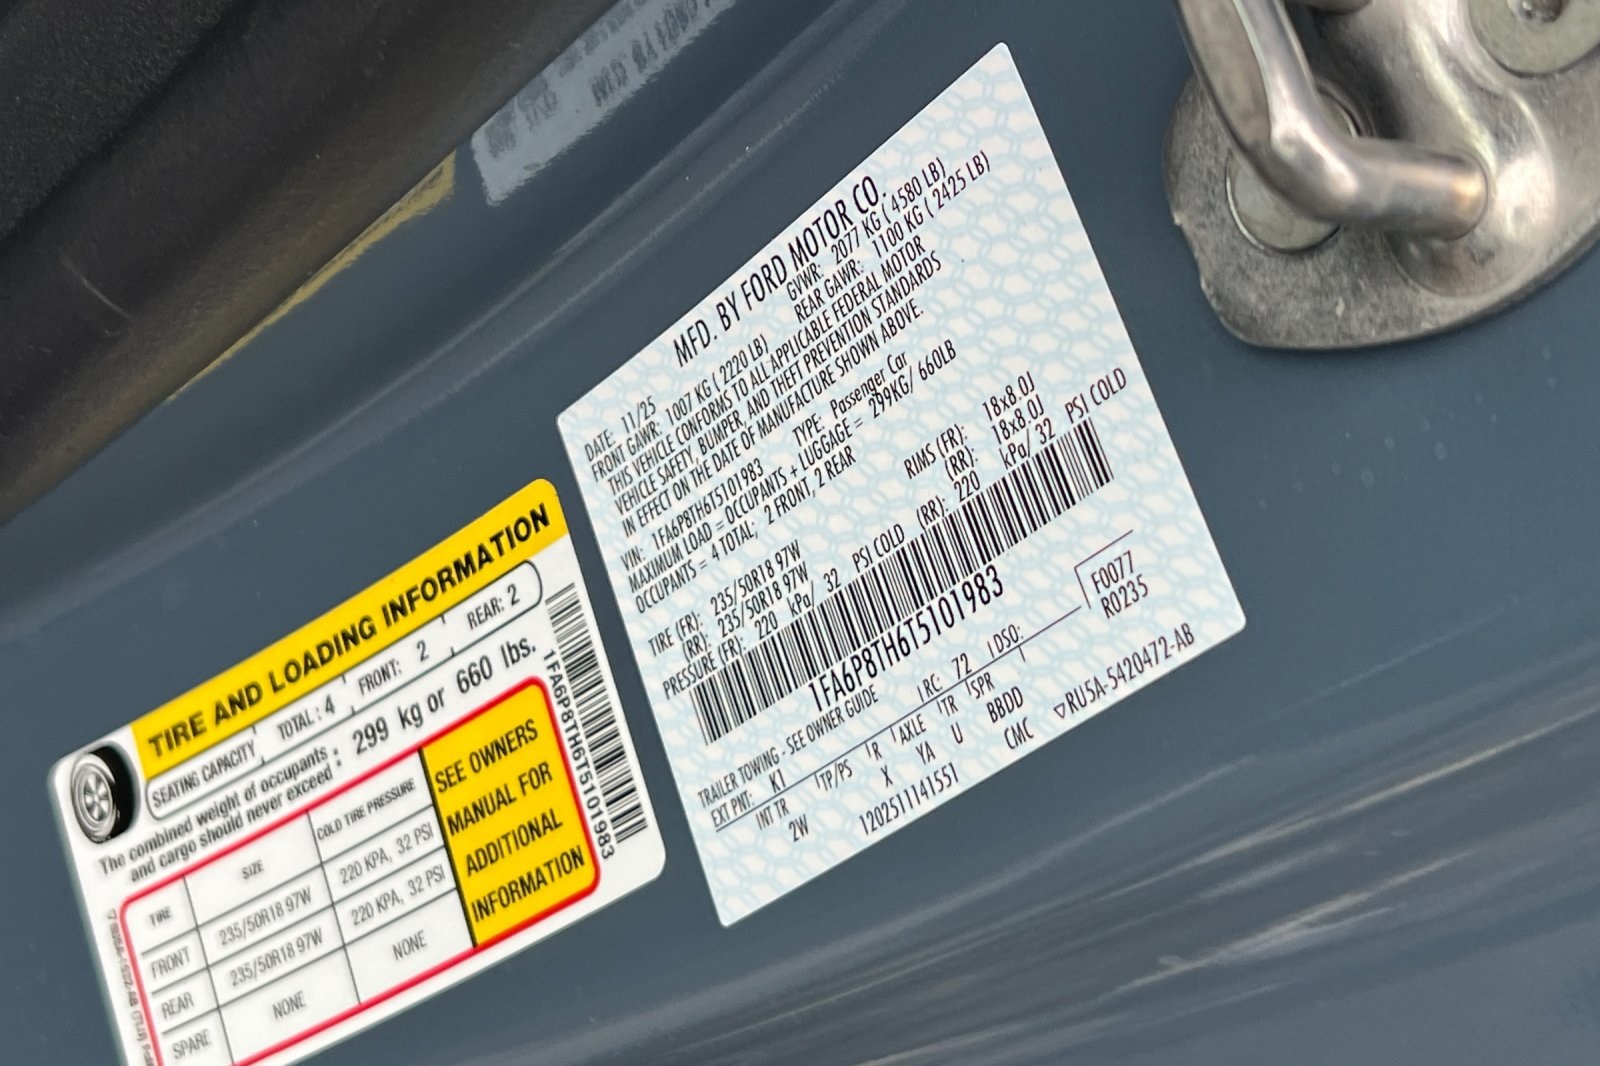 MFD. BY FORD MOTOR CO.
DATE: 11/25 GVWR: 2077 KG ( 4580 LB)
FRONT GAWR: 1007 KG ( 2220 LB) REAR GAWR: 1100 KG ( 2425 LB)
THIS VEHICLE CONFORMS TO ALL APPLICABLE FEDERAL MOTOR
VEHICLE SAFETY, BUMPER, AND THEFT PREVENTION STANDARDS
IN EFFECT ON THE DATE OF MANUFACTURE SHOWN ABOVE.
VIN: 1FA6P8TH6T5101983 TYPE: Passenger Car
MAXIMUM LOAD = OCCUPANTS + LUGGAGE = 299KG/ 660LB
OCCUPANTS = 4 TOTAL; 2 FRONT, 2 REAR
TIRE (FR): 235/50R18 97W RIMS (FR): 18x8.0J
(RR): 235/50R18 97W (RR): 18x8.0J
PRESSURE (FR): 220 kPa/ 32 PSI COLD (RR): 220 kPa/ 32 PSI COLD
1FA6P8TH6T5101983
TRAILER TOWING - SEE OWNER GUIDE
EXT PNT: K1 RC: 72 DSO: F0077
INT TR TP/PS R AXLE TR SPR R0235
2W X YA U BBDD
1202511141551 CMC RU5A-5420472-AB
TIRE AND LOADING INFORMATION
SEATING CAPACITY TOTAL: 4 FRONT: 2 REAR: 2
The combined weight of occupants
and cargo should never exceed : 299 kg or 660 lbs.
TIRE SIZE COLD TIRE PRESSURE
FRONT 235/50R18 97W 220 KPA, 32 PSI
REAR 235/50R18 97W 220 KPA, 32 PSI
SPARE NONE NONE
SEE OWNERS
MANUAL FOR
ADDITIONAL
INFORMATION
1FA6P8TH6T5101983